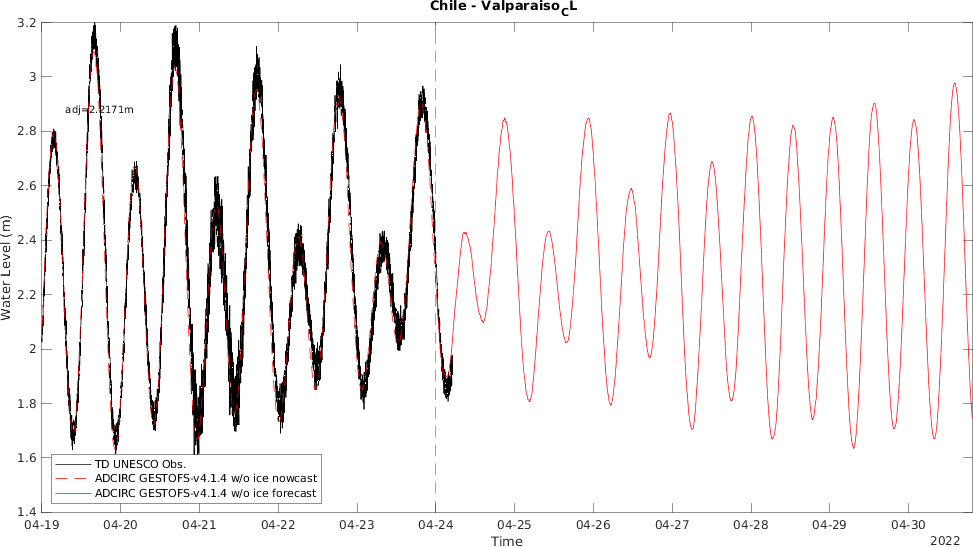 Chile - Valparaiso_CL
3.2
3
2.8
2.6
2.4
2.2
2
1.8
1.6
1.4
Water Level (m)
adj=2.2171m
TD UNESCO Obs.
ADCIRC GESTOFS-v4.1.4 w/o ice nowcast
ADCIRC GESTOFS-v4.1.4 w/o ice forecast
04-19 04-20 04-21 04-22 04-23 04-24 04-25 04-26 04-27 04-28 04-29 04-30
Time
2022